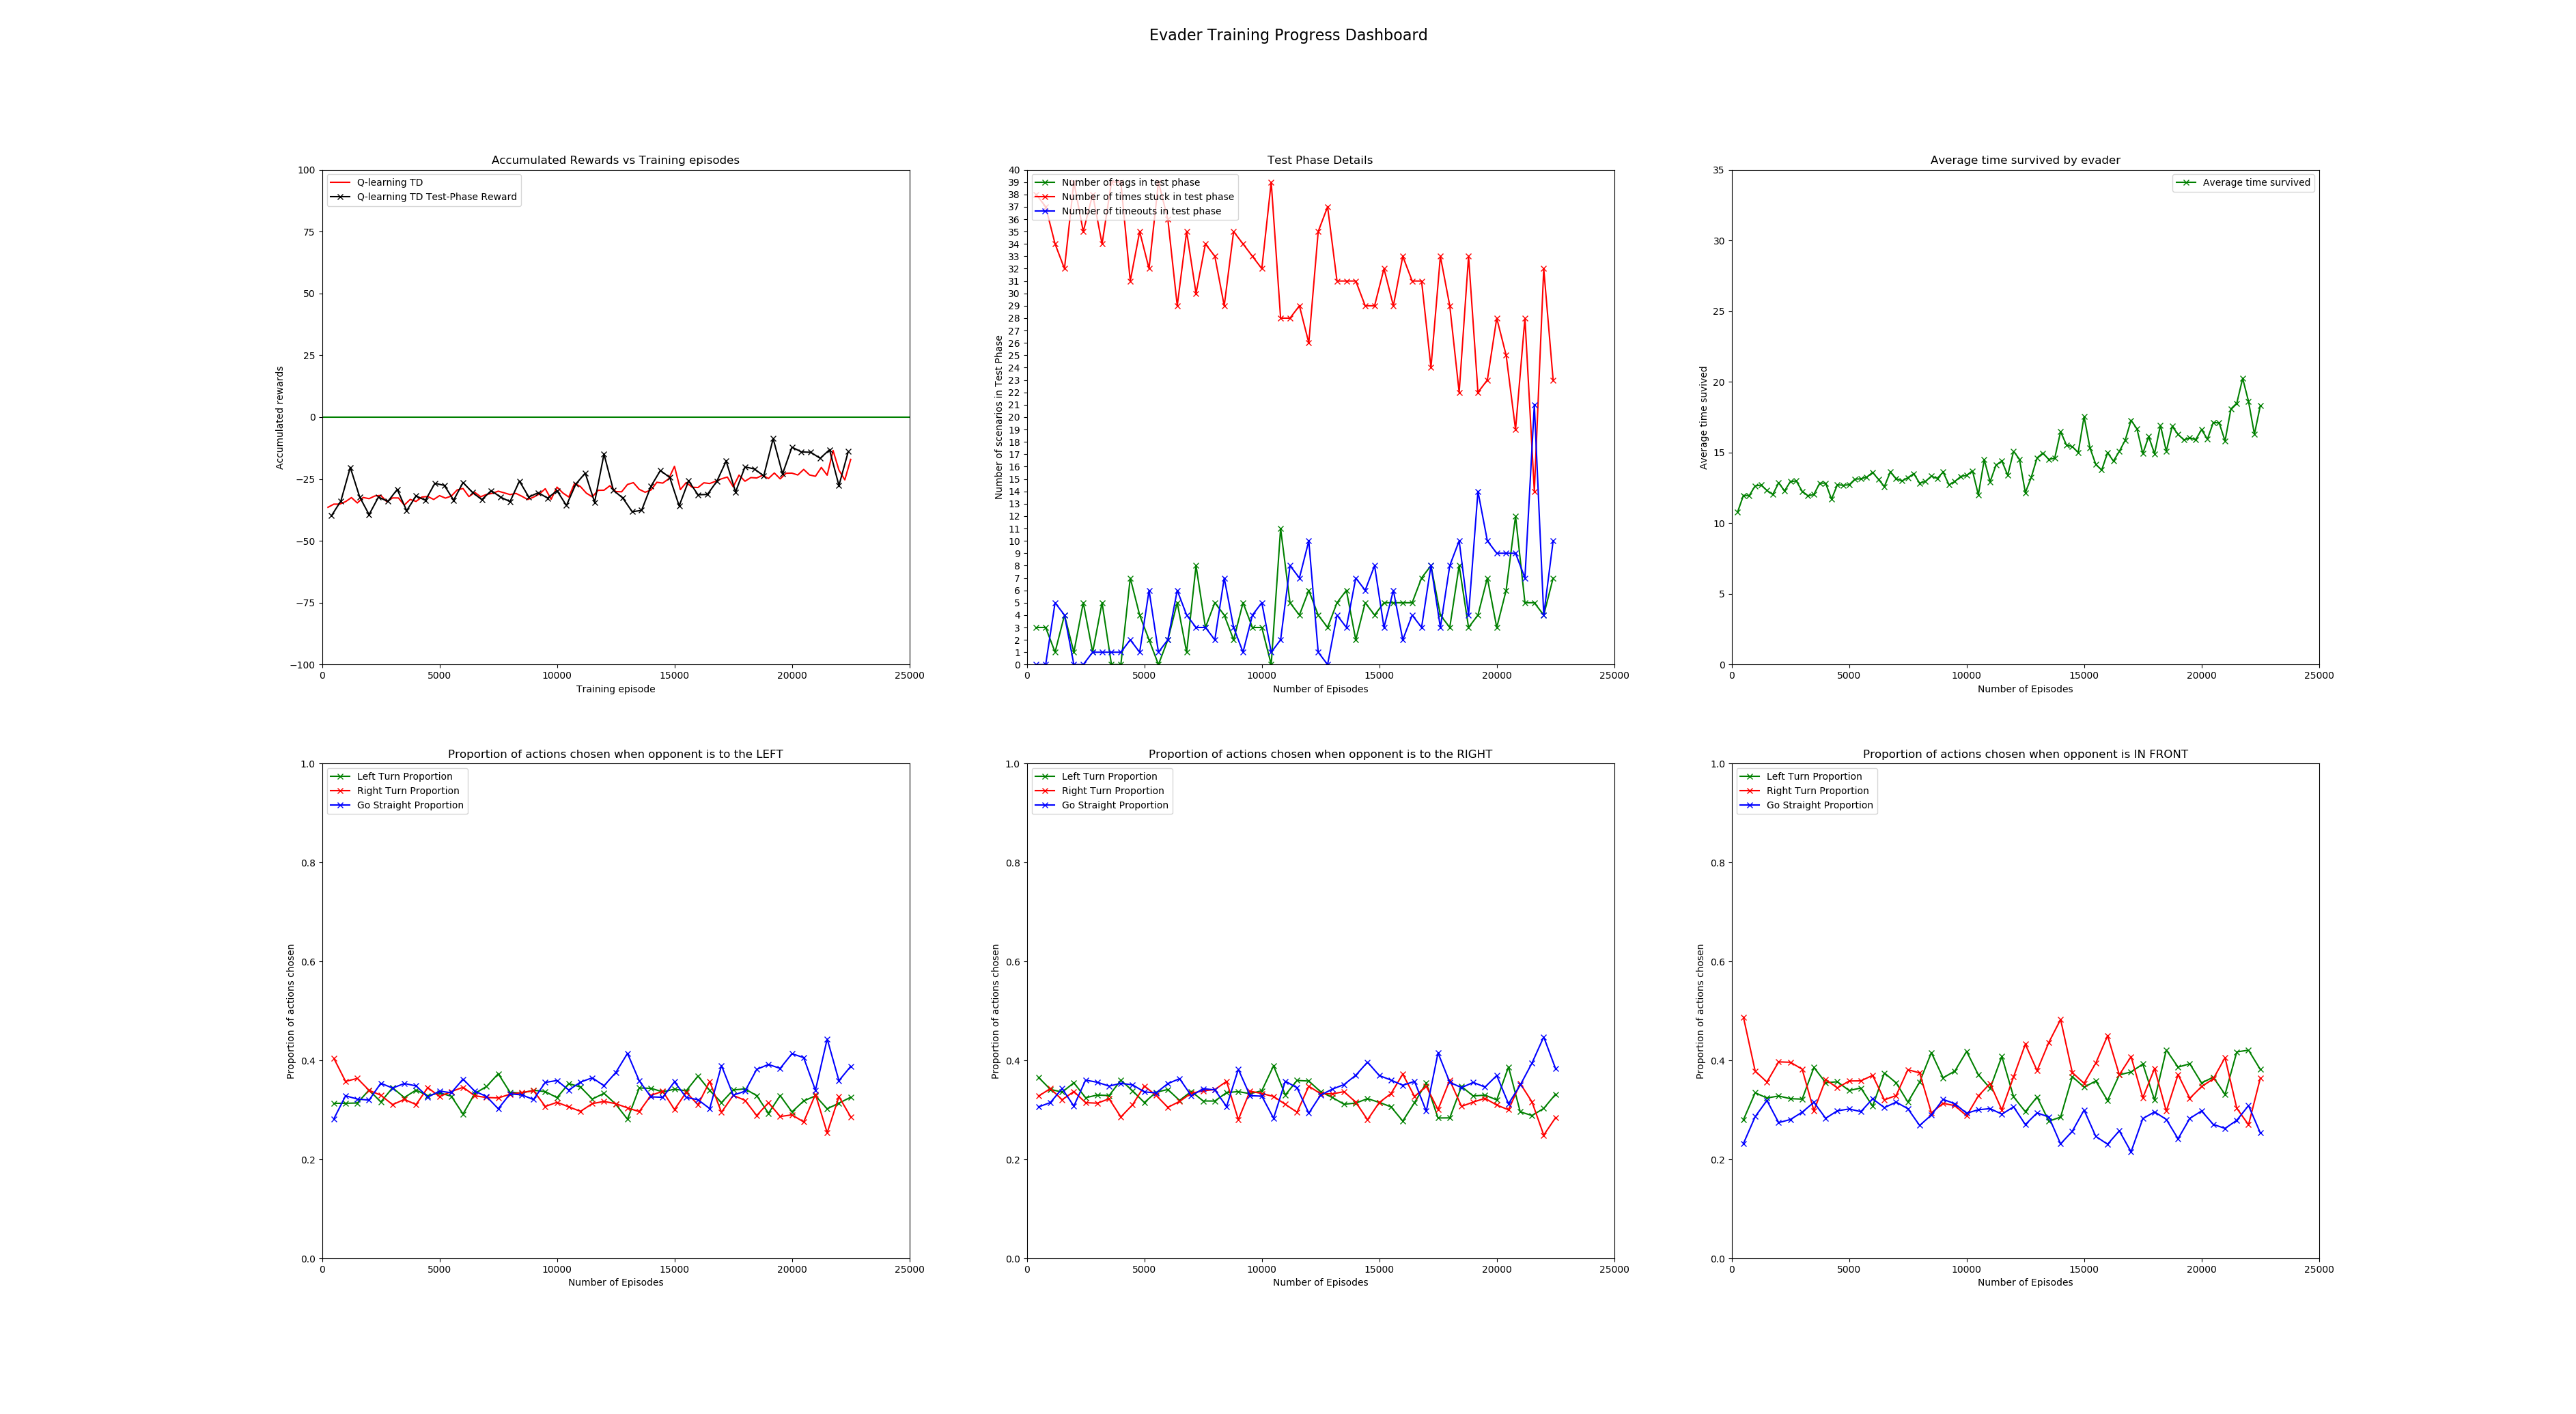 Evader Training Progress Dashboard
Accumulated Rewards vs Training episodes
Q-learning TD
Q-learning TD Test-Phase Reward
Accumulated rewards
100
75
50
25
0
−25
−50
−75
−100
0 5000 10000 15000 20000 25000
Training episode
Test Phase Details
Number of tags in test phase
Number of times stuck in test phase
Number of timeouts in test phase
Number of scenarios in Test Phase
40
39
38
37
36
35
34
33
32
31
30
29
28
27
26
25
24
23
22
21
20
19
18
17
16
15
14
13
12
11
10
9
8
7
6
5
4
3
2
1
0
0 5000 10000 15000 20000 25000
Number of Episodes
Average time survived by evader
Average time survived
Average time suvived
35
30
25
20
15
10
5
0
0 5000 10000 15000 20000 25000
Number of Episodes
Proportion of actions chosen when opponent is to the LEFT
Left Turn Proportion
Right Turn Proportion
Go Straight Proportion
Proportion of actions chosen
1.0
0.8
0.6
0.4
0.2
0.0
0 5000 10000 15000 20000 25000
Number of Episodes
Proportion of actions chosen when opponent is to the RIGHT
Left Turn Proportion
Right Turn Proportion
Go Straight Proportion
Proportion of actions chosen
1.0
0.8
0.6
0.4
0.2
0.0
0 5000 10000 15000 20000 25000
Number of Episodes
Proportion of actions chosen when opponent is IN FRONT
Left Turn Proportion
Right Turn Proportion
Go Straight Proportion
Proportion of actions chosen
1.0
0.8
0.6
0.4
0.2
0.0
0 5000 10000 15000 20000 25000
Number of Episodes